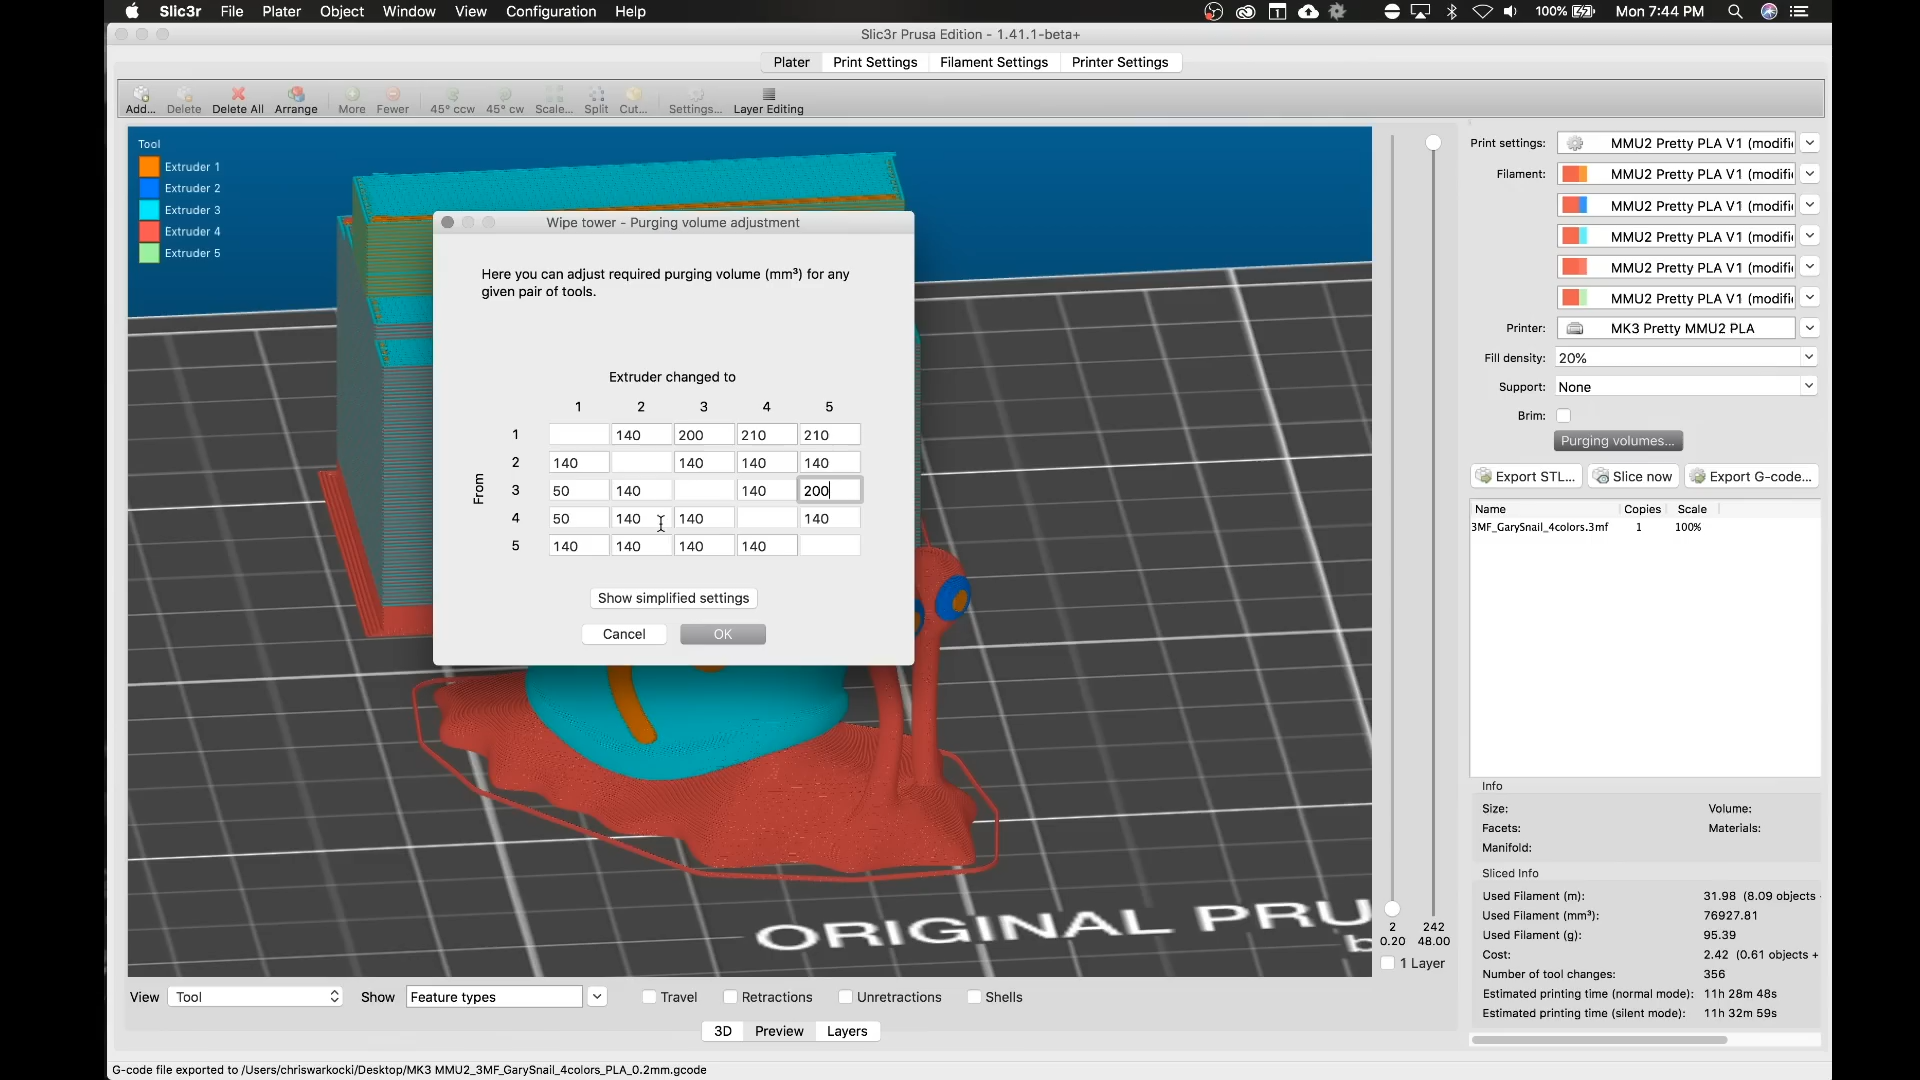 Slic3r File Plater Object Window View Configuration Help
1
100%
Mon 7:44 PM
Slic3r Prusa Edition - 1.41.1-beta+
Plater Print Settings Filament Settings Printer Settings
Add... Delete Delete All Arrange More Fewer 45° ccw 45° cw Scale... Split Cut... Settings... Layer Editing
Tool
Extruder 1
Extruder 2
Extruder 3
Extruder 4
Extruder 5
Wipe tower - Purging volume adjustment
Here you can adjust required purging volume (mm³) for any
given pair of tools.
Extruder changed to
1 2 3 4 5
From
1 140 200 210 210
2 140 140 140 140
3 50 140 140 200
4 50 140 140 140
5 140 140 140 140
Show simplified settings
Cancel OK
ORIGINAL PRU
b
2 242
0.20 48.00
1 Layer
View Tool Show Feature types Travel Retractions Unretractions Shells
3D Preview Layers
Print settings: MMU2 Pretty PLA V1 (modifi
Filament: MMU2 Pretty PLA V1 (modifi
MMU2 Pretty PLA V1 (modifi
MMU2 Pretty PLA V1 (modifi
MMU2 Pretty PLA V1 (modifi
MMU2 Pretty PLA V1 (modifi
Printer: MK3 Pretty MMU2 PLA
Fill density: 20%
Support: None
Brim:
Purging volumes...
Export STL... Slice now Export G-code...
Name Copies Scale
3MF_GarySnail_4colors.3mf 1 100%
Info
Size: Volume:
Facets: Materials:
Manifold:
Sliced Info
Used Filament (m): 31.98 (8.09 objects
Used Filament (mm³): 76927.81
Used Filament (g): 95.39
Cost: 2.42 (0.61 objects +
Number of tool changes: 356
Estimated printing time (normal mode): 11h 28m 48s
Estimated printing time (silent mode): 11h 32m 59s
G-code file exported to /Users/chriswarkocki/Desktop/MK3 MMU2_3MF_GarySnail_4colors_PLA_0.2mm.gcode